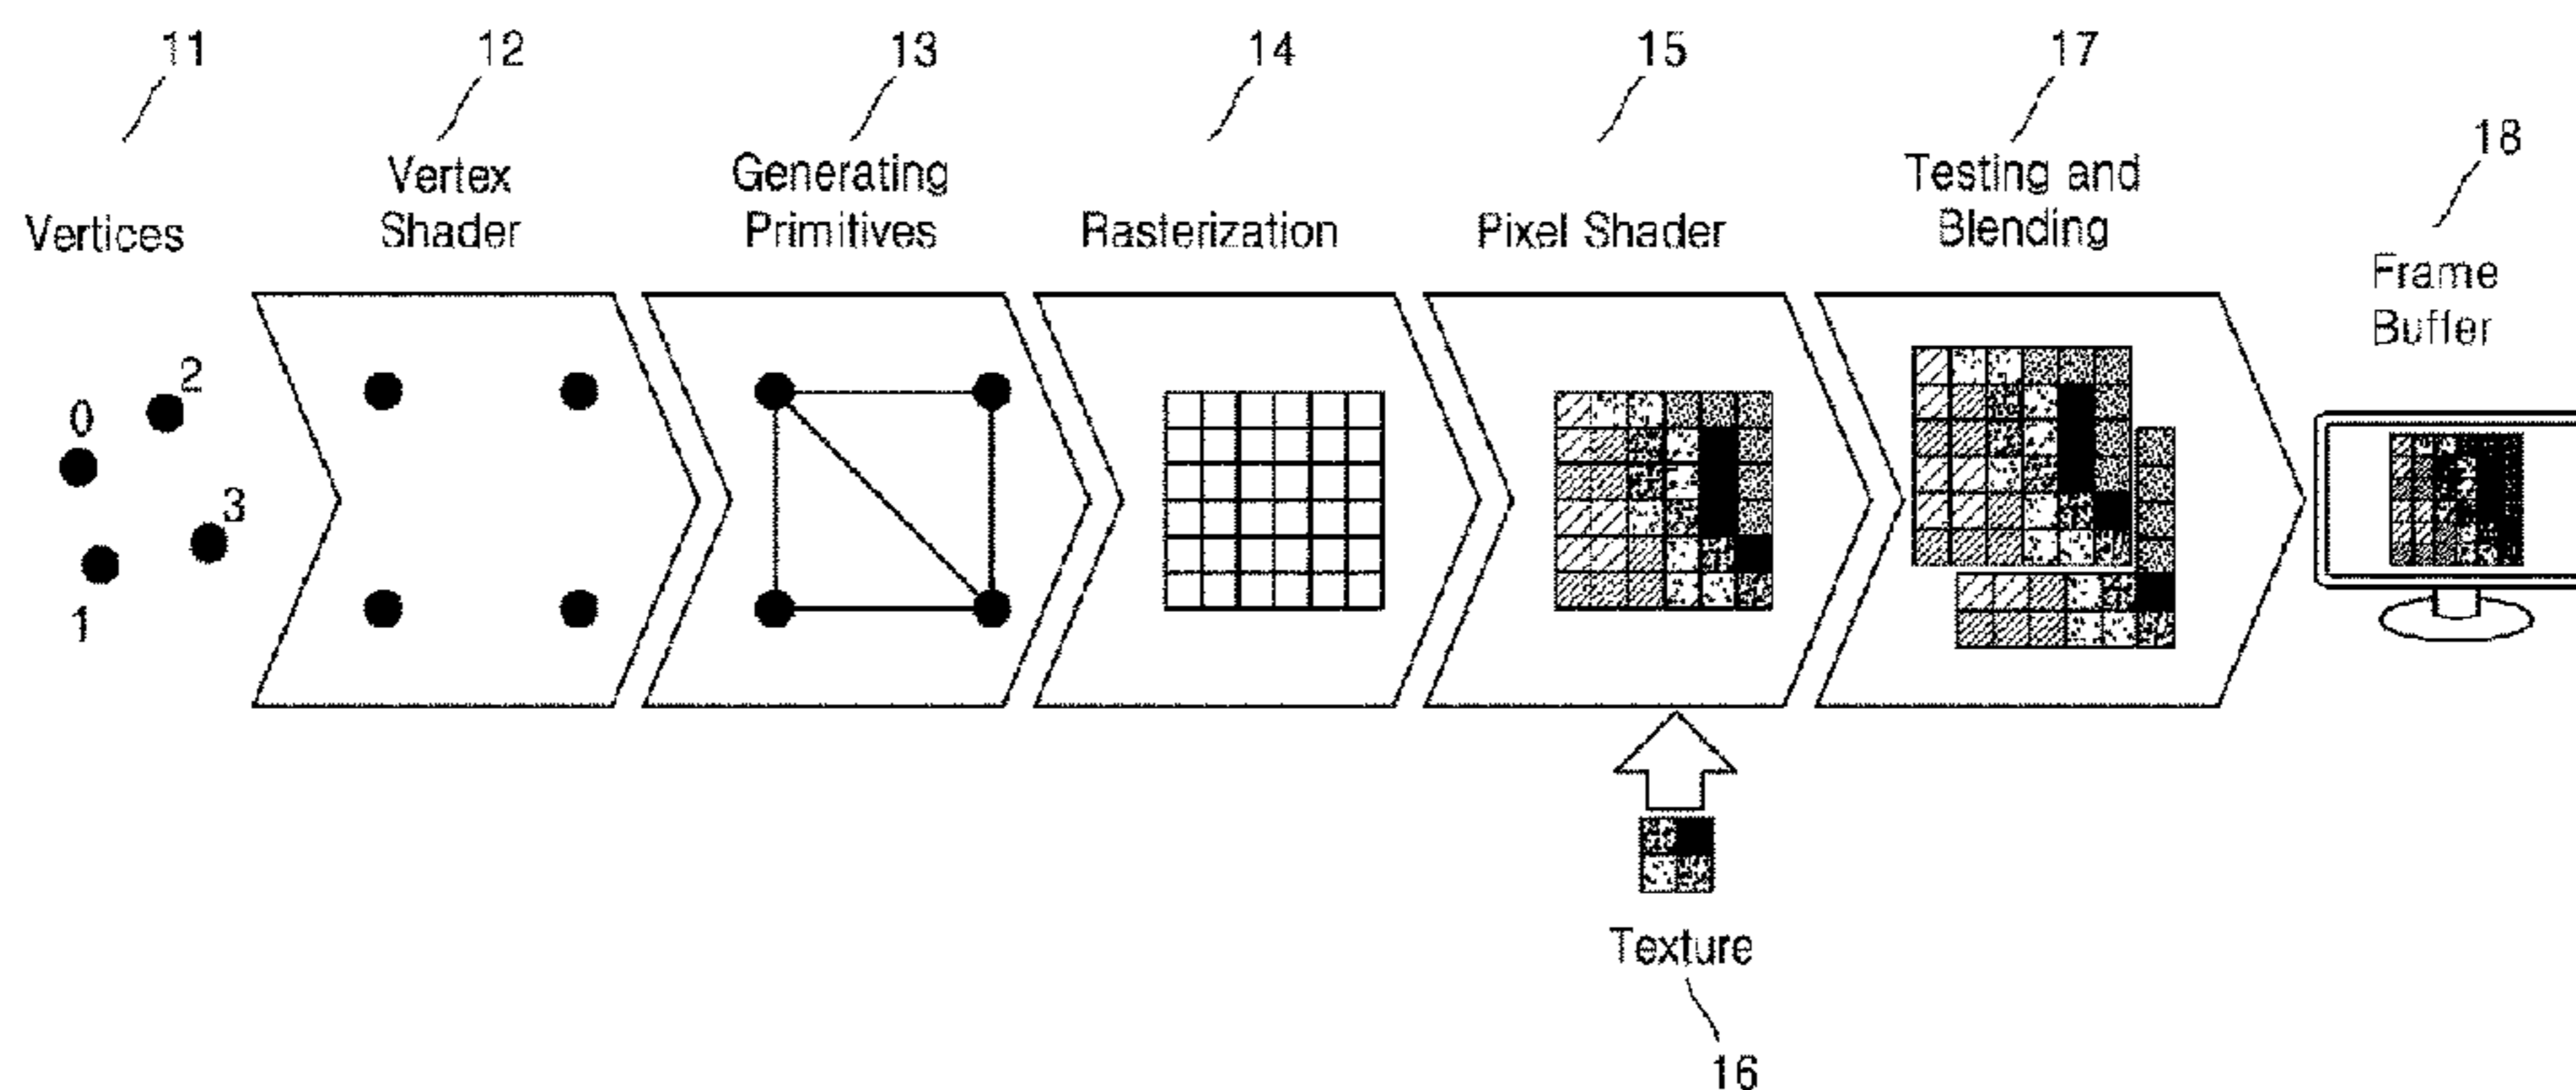 11
12
13
14
15
17
18
Vertices
Vertex
Shader
Generating
Primitives
Rasterization
Pixel Shader
Testing and
Blending
Frame
Buffer
0
2
3
1
Texture
16